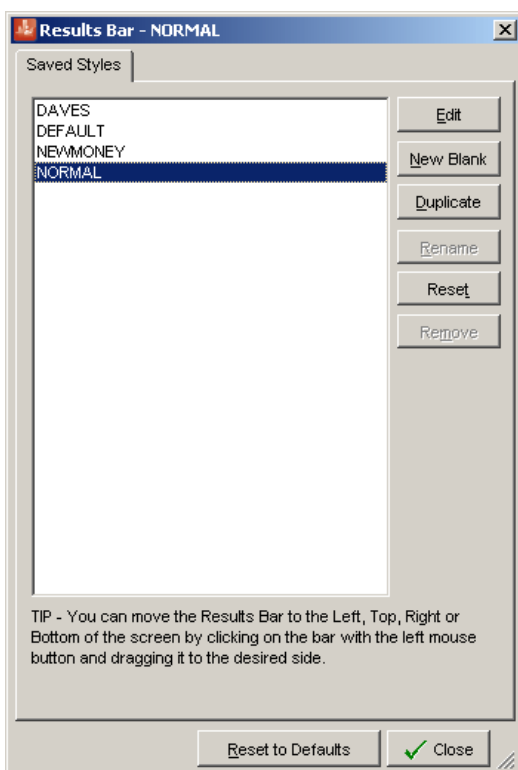 Results Bar - NORMAL
Saved Styles
DAVES
DEFAULT
NEWMONEY
NORMAL
Edit
New Blank
Duplicate
Rename
Reset
Remove
TIP - You can move the Results Bar to the Left, Top, Right or
Bottom of the screen by clicking on the bar with the left mouse
button and dragging it to the desired side.
Reset to Defaults
Close